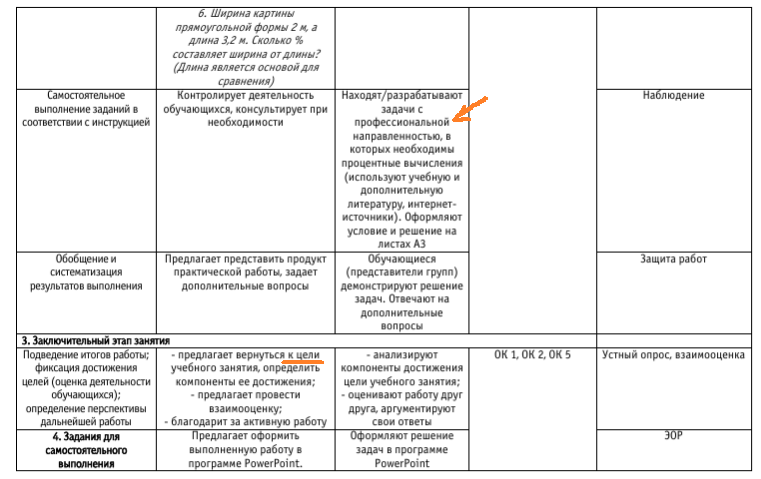 6. Ширина картины
прямоугольной формы 2 м, а
длина 3,2 м. Сколько %
составляет ширина от длины?
(Длина является основой для
сравнения)
Самостоятельное
выполнение заданий в
соответствии с инструкцией
Контролирует деятельность
обучающихся, консультирует при
необходимости
Находят/разрабатывают
задачи с
профессиональной
направленностью, в
которых необходимы
процентные вычисления
(используют учебную и
дополнительную
литературу, интернет-
источники). Оформляют
условие и решение на
листах А3
Наблюдение
Обобщение и
систематизация
результатов выполнения
Предлагает представить продукт
практической работы, задает
дополнительные вопросы
Обучающиеся
(представители групп)
демонстрируют решение
задач. Отвечают на
дополнительные
вопросы
Защита работ
3. Заключительный этап занятия
Подведение итогов работы;
фиксация достижения
целей (оценка деятельности
обучающихся);
определение перспективы
дальнейшей работы
- предлагает вернуться к цели
учебного занятия, определить
компоненты ее достижения;
- предлагает провести
взаимооценку;
- благодарит за активную работу
- анализируют
компоненты достижения
цели учебного занятия;
- оценивают работу друг
друга, аргументируют
свои ответы
ОК 1, ОК 2, ОК 5
Устный опрос, взаимооценка
4. Задания для
самостоятельного
выполнения
Предлагает оформить
выполненную работу в
программе PowerPoint.
Оформляют решение
задач в программе
PowerPoint
ЭОР